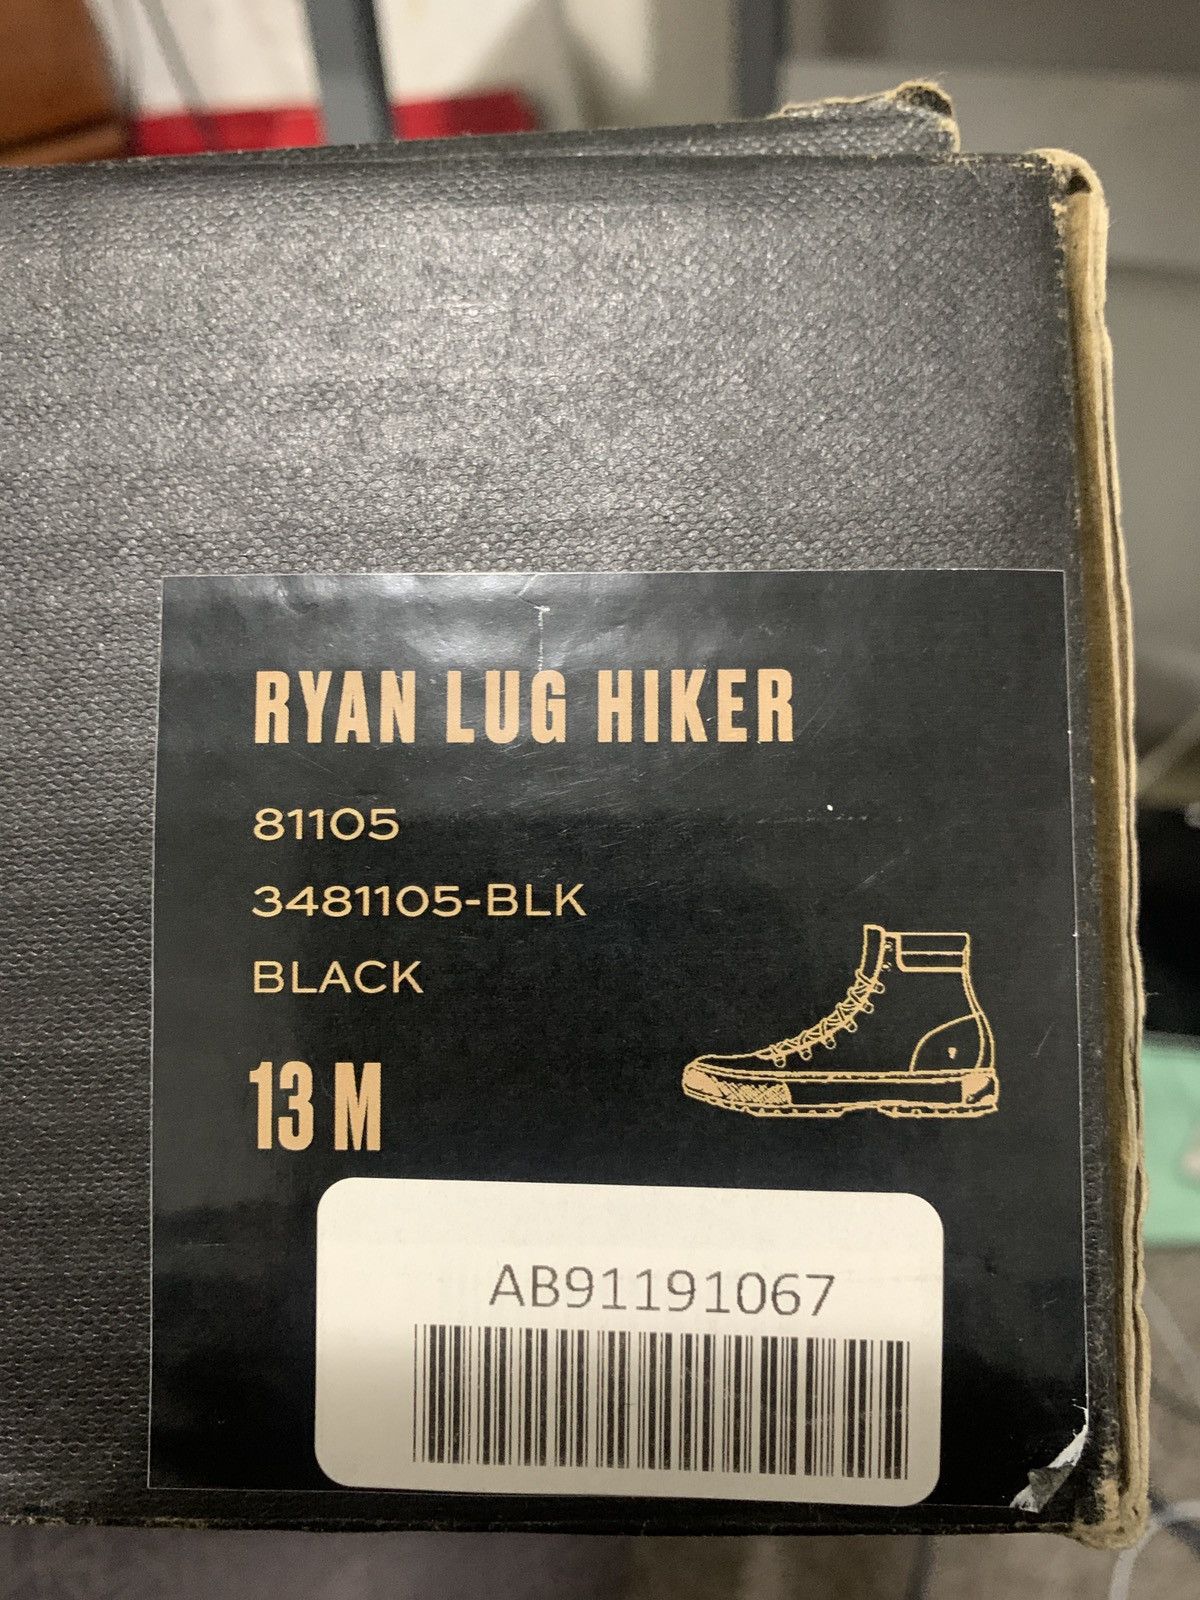 RYAN LUG HIKER
81105
3481105-BLK
BLACK
13 M
AB91191067